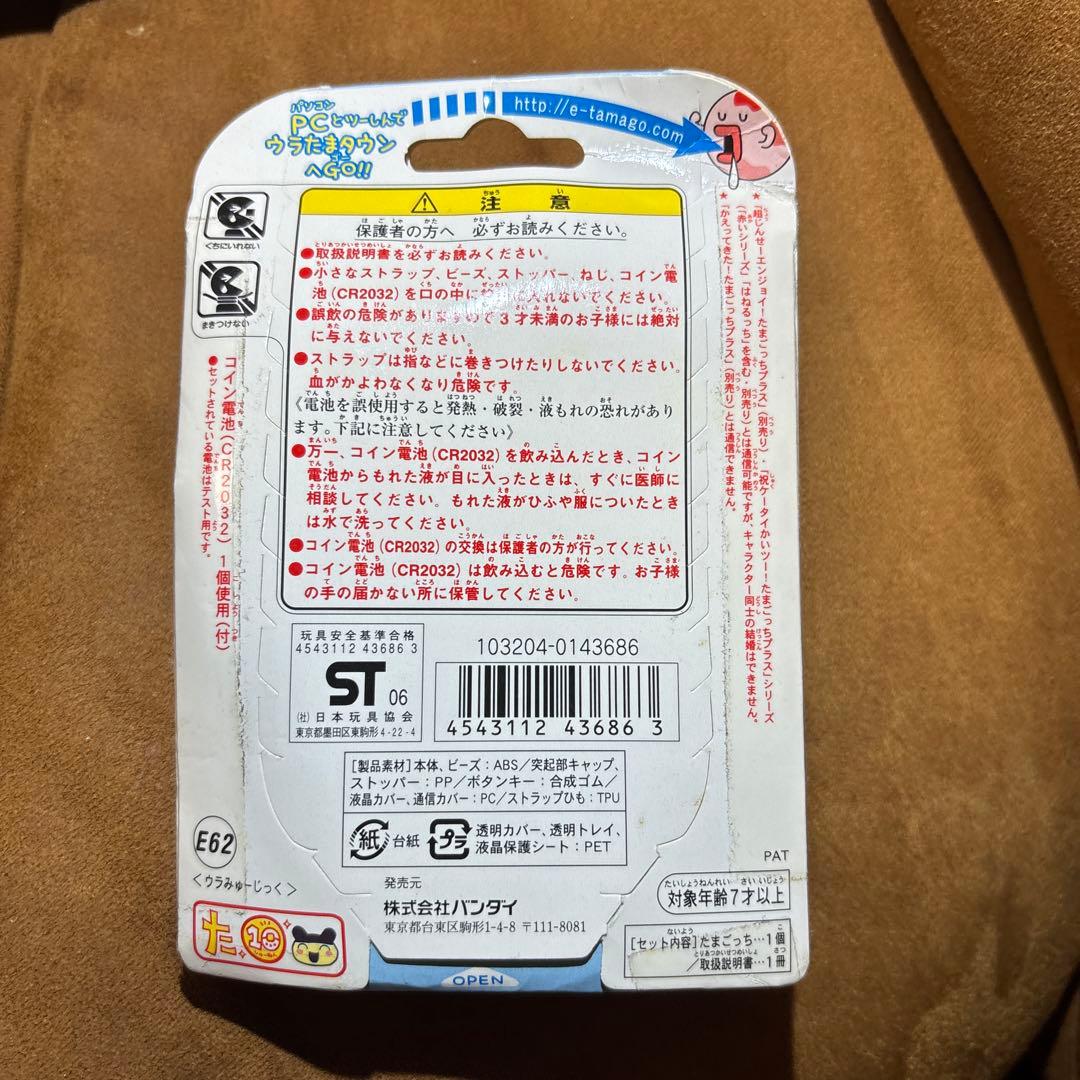 パソコン
PCとツーしんで
ウラたまタウン
へGO!!
http://e-tamago.com
くちにいれない
まきつけない
⚠ 注意
保護者の方へ 必ずお読みください。
●取扱説明書を必ずお読みください。
●小さなストラップ、ビーズ、ストッパー、ねじ、コイン電
池(CR2032)を口の中に絶対に入れないでください。
●誤飲の危険がありますので3才未満のお子様には絶対
に与えないでください。
●ストラップは指などに巻きつけたりしないでください。
血がかよわなくなり危険です。
《電池を誤使用すると発熱・破裂・液もれの恐れがあり
ます。下記に注意してください》
●万一、コイン電池(CR2032)を飲み込んだとき、コイン
電池からもれた液が目に入ったときは、すぐに医師に
相談してください。もれた液がひふや服についたとき
は水で洗ってください。
●コイン電池(CR2032)の交換は保護者の方が行ってください。
●コイン電池(CR2032)は飲み込むと危険です。お子様
の手の届かない所に保管してください。
★「超じんせーエンジョイ!たまごっちプラス」(別売り)・「祝ケータイかいツー!たまごっちプラス」シリーズ
(「赤いシリーズ」「はねるっち」を含む・別売り)とは通信可能ですが、キャラクター同士の結婚はできません。
★「かえってきた!たまごっちプラス」(別売り)とは通信できません。
コイン電池(CR2032)1個使用(付)
●セットされている電池はテスト用です。
玩具安全基準合格
4543112 43686 3
ST 06
(社)日本玩具協会
東京都墨田区東駒形4-22-4
103204-0143686
4543112 43686 3
[製品素材]本体、ビーズ:ABS/突起部キャップ、
ストッパー:PP/ボタンキー:合成ゴム/
液晶カバー、通信カバー:PC/ストラップひも:TPU
紙 台紙
プラ 透明カバー、透明トレイ、
液晶保護シート:PET
E62
<ウラみゅーじっく>
た 10
発売元
株式会社バンダイ
東京都台東区駒形1-4-8 〒111-8081
PAT
対象年齢7才以上
[セット内容]たまごっち…1個
/取扱説明書…1冊
OPEN